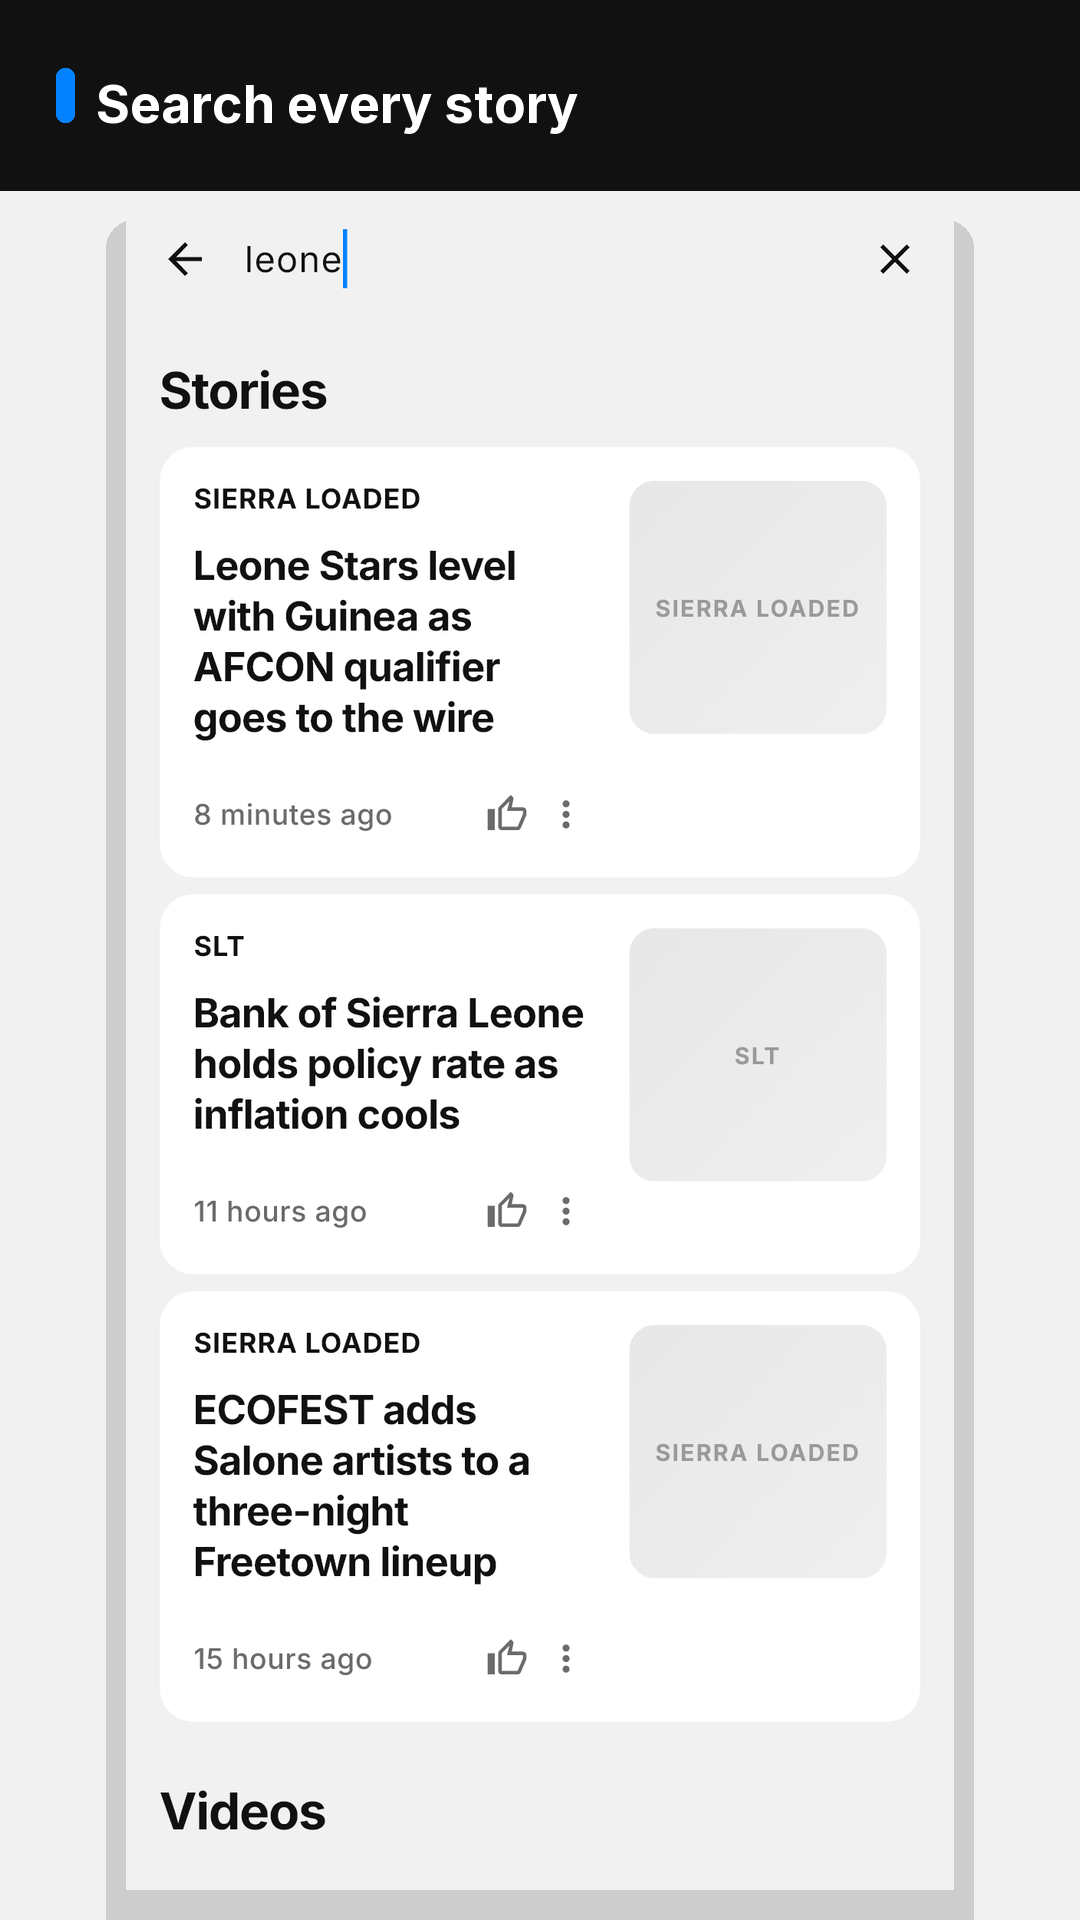 Search every story
leone
Stories
SIERRA LOADED
Leone Stars level
with Guinea as
AFCON qualifier
goes to the wire
SIERRA LOADED
8 minutes ago
SLT
Bank of Sierra Leone
holds policy rate as
inflation cools
SLT
11 hours ago
SIERRA LOADED
ECOFEST adds
Salone artists to a
three-night
Freetown lineup
SIERRA LOADED
15 hours ago
Videos